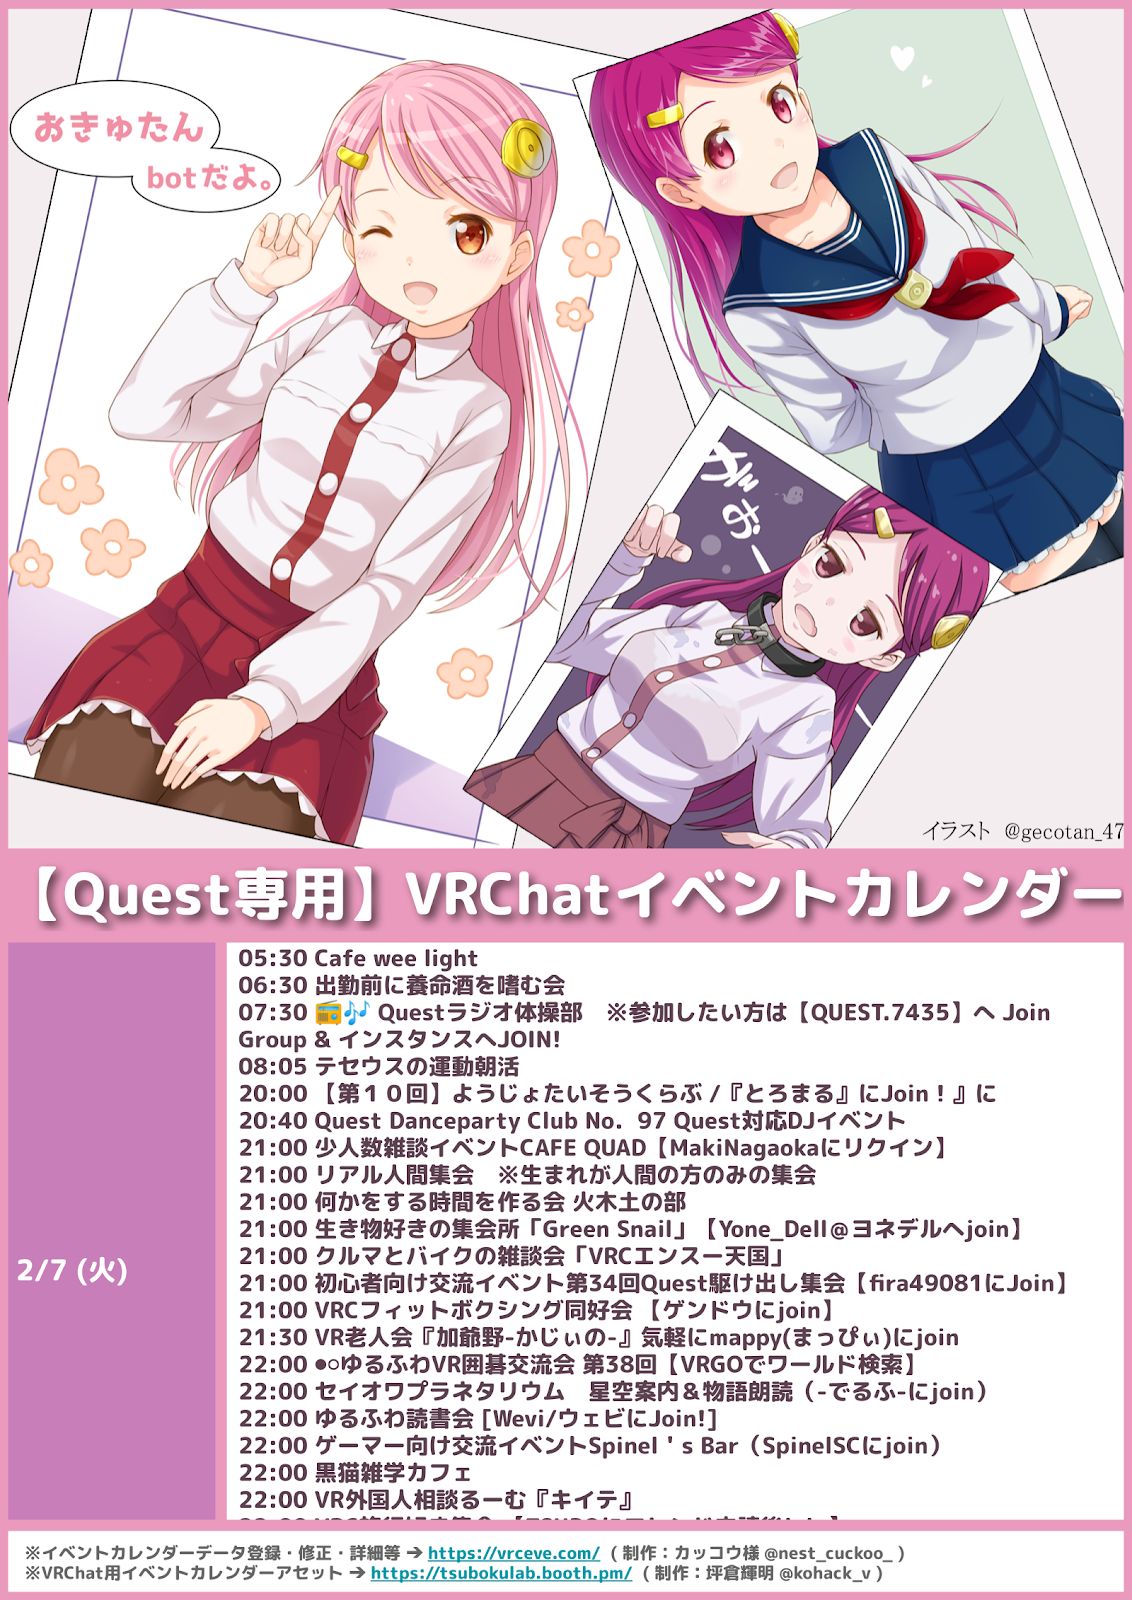 おきゅたん
botだよ。
がおー
イラスト @gecotan_47
【Quest専用】VRChatイベントカレンダー
2/7 (火)
05:30 Cafe wee light
06:30 出勤前に養命酒を嗜む会
07:30 📻🎶 Questラジオ体操部　※参加したい方は【QUEST.7435】へ Join
Group & インスタンスへJOIN!
08:05 テセウスの運動朝活
20:00 【第１０回】ようじょたいそうくらぶ /『とろまる』にJoin！』に
20:40 Quest Danceparty Club No．97 Quest対応DJイベント
21:00 少人数雑談イベントCAFE QUAD【MakiNagaokaにリクイン】
21:00 リアル人間集会　※生まれが人間の方のみの集会
21:00 何かをする時間を作る会 火木土の部
21:00 生き物好きの集会所「Green Snail」【Yone_Dell@ヨネデルへjoin】
21:00 クルマとバイクの雑談会「VRCエンスー天国」
21:00 初心者向け交流イベント第34回Quest駆け出し集会【fira49081にJoin】
21:00 VRCフィットボクシング同好会 【ゲンドウにjoin】
21:30 VR老人会『加爺野-かじぃの-』気軽にmappy(まっぴぃ)にjoin
22:00 ●○ゆるふわVR囲碁交流会 第38回【VRGOでワールド検索】
22:00 セイオワプラネタリウム　星空案内＆物語朗読（-でるふ-にjoin）
22:00 ゆるふわ読書会 [Wevi/ウェビにJoin!]
22:00 ゲーマー向け交流イベントSpinel＇s Bar（SpinelSCにjoin）
22:00 黒猫雑学カフェ
22:00 VR外国人相談るーむ『キイテ』
※イベントカレンダーデータ登録・修正・詳細等 ➔ https://vrceve.com/ ( 制作：カッコウ様 @nest_cuckoo_ )
※VRChat用イベントカレンダーアセット ➔ https://tsubokulab.booth.pm/ ( 制作：坪倉輝明 @kohack_v )